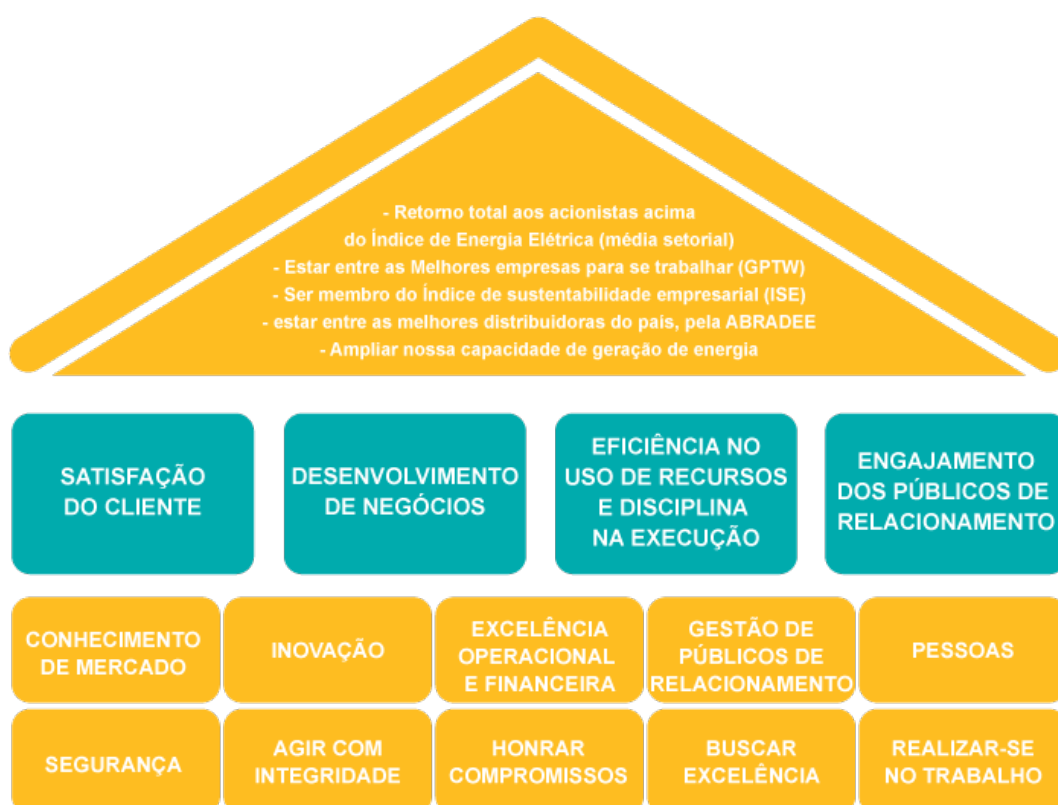 - Retorno total aos acionistas acima
do Índice de Energia Elétrica (média setorial)
- Estar entre as Melhores empresas para se trabalhar (GPTW)
- Ser membro do Índice de sustentabilidade empresarial (ISE)
- estar entre as melhores distribuidoras do país, pela ABRADEE
- Ampliar nossa capacidade de geração de energia
SATISFAÇÃO
DO CLIENTE
DESENVOLVIMENTO
DE NEGÓCIOS
EFICIÊNCIA NO
USO DE RECURSOS
E DISCIPLINA
NA EXECUÇÃO
ENGAJAMENTO
DOS PÚBLICOS DE
RELACIONAMENTO
CONHECIMENTO
DE MERCADO
INOVAÇÃO
EXCELÊNCIA
OPERACIONAL
E FINANCEIRA
GESTÃO DE
PÚBLICOS DE
RELACIONAMENTO
PESSOAS
SEGURANÇA
AGIR COM
INTEGRIDADE
HONRAR
COMPROMISSOS
BUSCAR
EXCELÊNCIA
REALIZAR-SE
NO TRABALHO